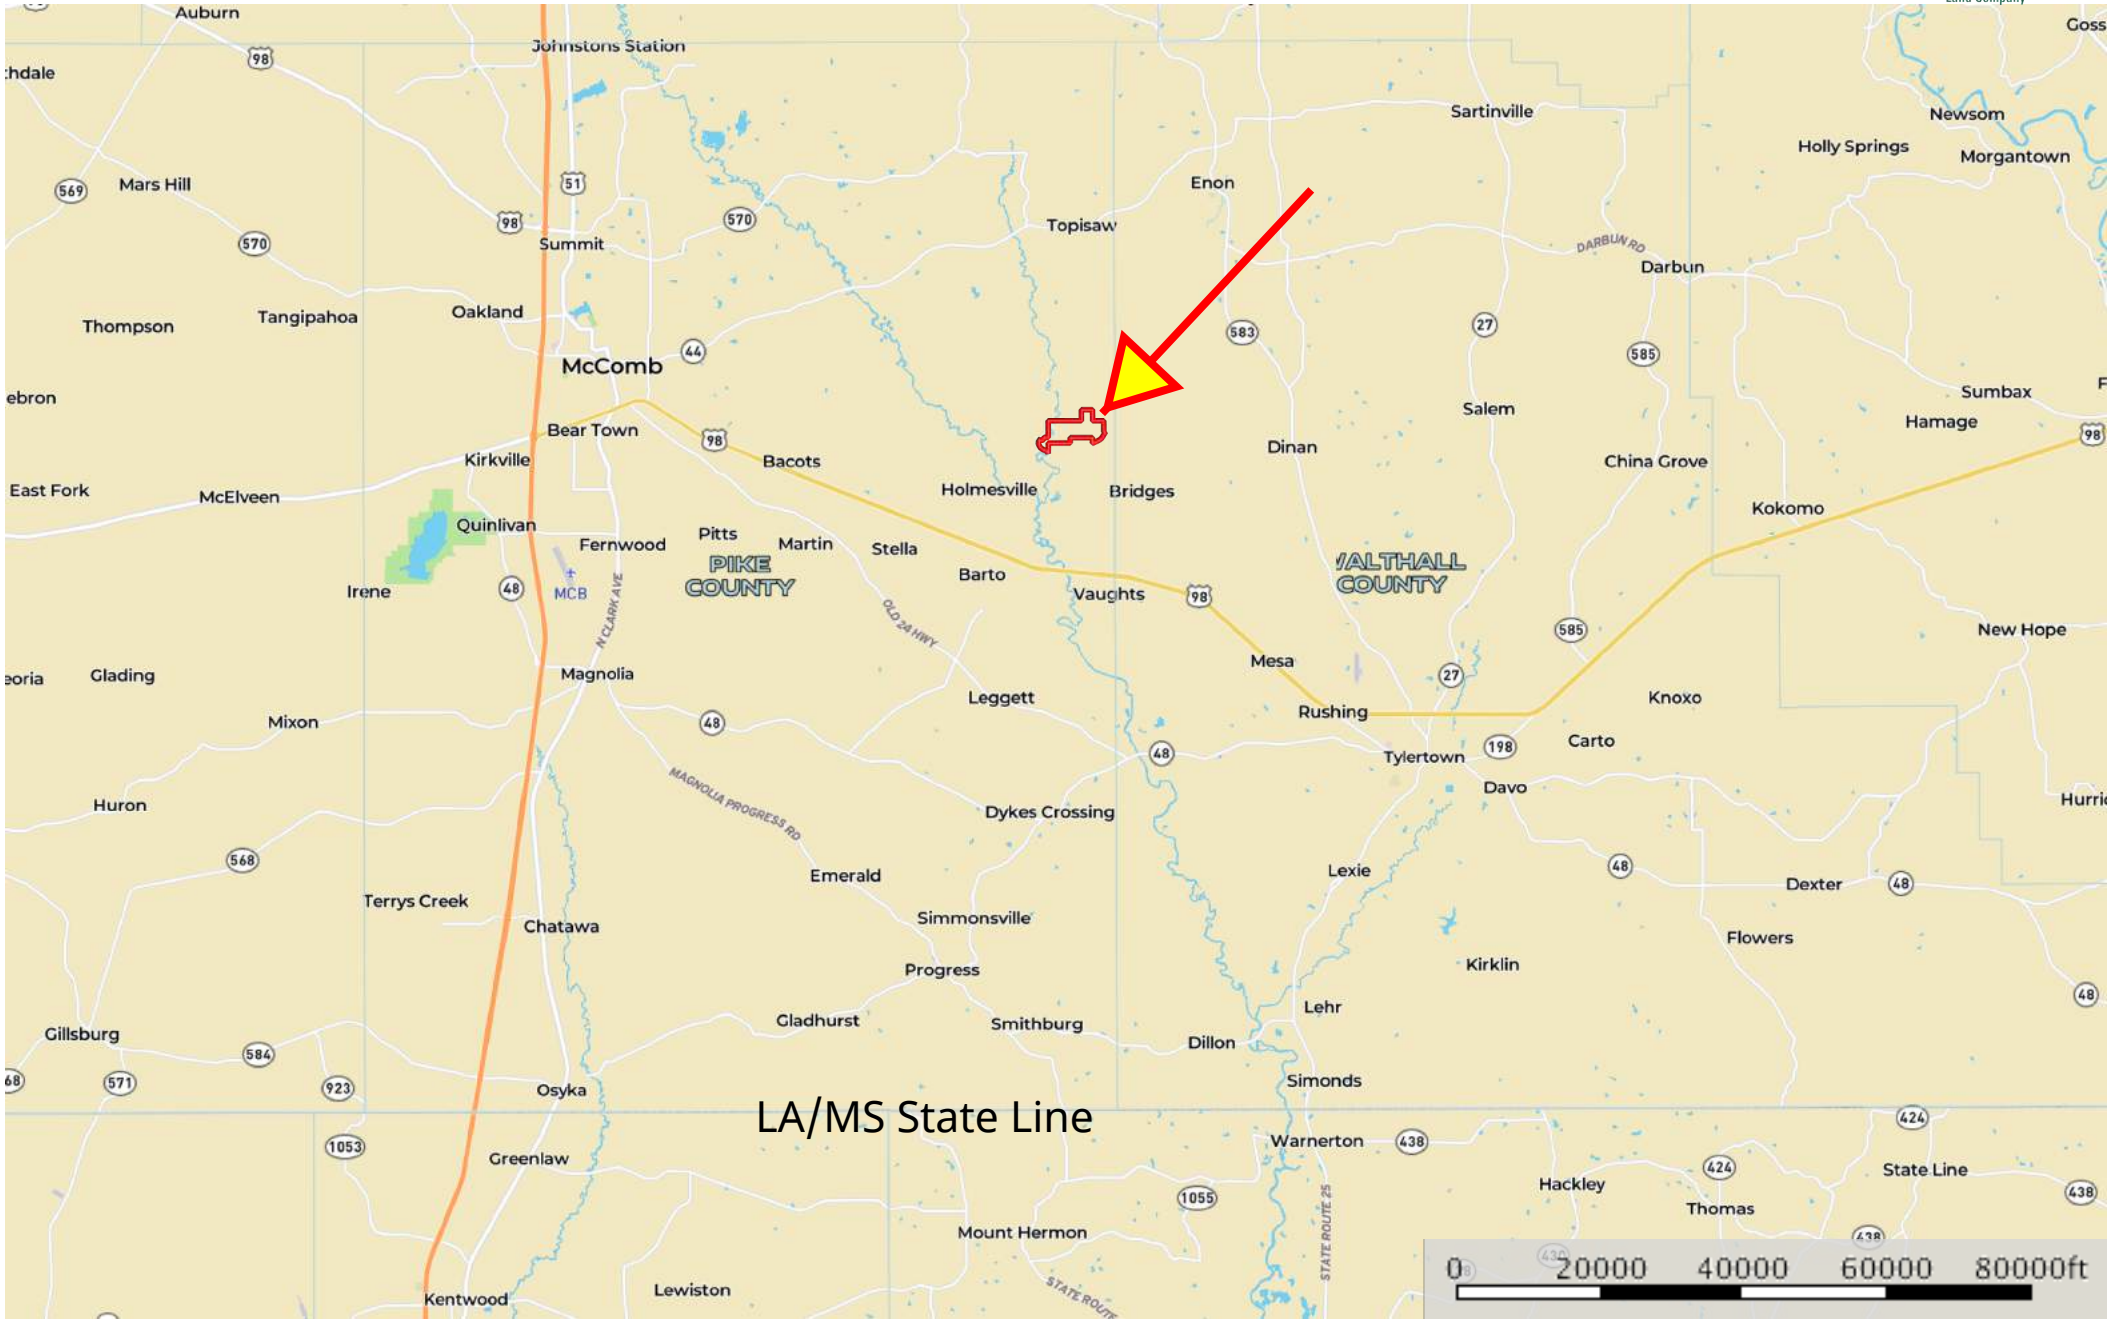 Land Company
Auburn
Goss
98
Johnstons Station
thdale
Sartinville
Newsom
Holly Springs
Morgantown
569
Mars Hill
51
Enon
98
570
Topisaw
570
Summit
DARBUN RD
Darbun
Oakland
Tangipahoa
Thompson
583
27
44
585
McComb
ebron
Sumbax
F
Salem
Hamage
Bear Town
98
98
Dinan
Kirkville
Bacots
China Grove
East Fork
McElveen
Holmesville
Bridges
Kokomo
Quinlivan
Fernwood
Pitts
Martin
Stella
PIKE
COUNTY
WALTHALL
COUNTY
Barto
Irene
48
MCB
Vaughts
98
N CLARK AVE
OLD 24 HWY
585
New Hope
Mesa
eoria
Glading
Magnolia
27
Leggett
Knoxo
Mixon
48
Rushing
48
198
Carto
Tylertown
MAGNOLIA PROGRESS RD
Davo
Huron
Dykes Crossing
Hurric
568
Emerald
Lexie
48
Dexter
48
Terrys Creek
Chatawa
Simmonsville
Flowers
Progress
Kirklin
48
Lehr
Gillsburg
Gladhurst
Smithburg
584
Dillon
68
571
923
Osyka
Simonds
LA/MS State Line
424
1053
Warnerton
438
Greenlaw
424
State Line
Hackley
1055
438
Thomas
STATE ROUTE 25
Mount Hermon
438
430
STATE ROUTE
Lewiston
Kentwood
0 20000 40000 60000 80000ft